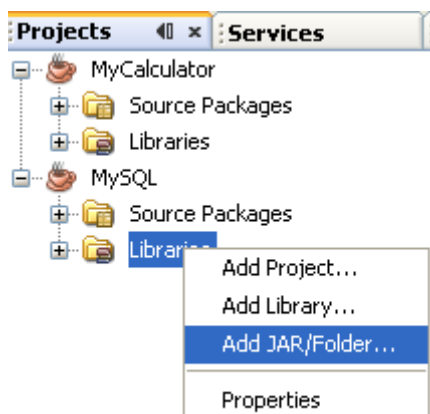 Projects Services
MyCalculator
Source Packages
Libraries
MySQL
Source Packages
Libraries
Add Project...
Add Library...
Add JAR/Folder...
Properties